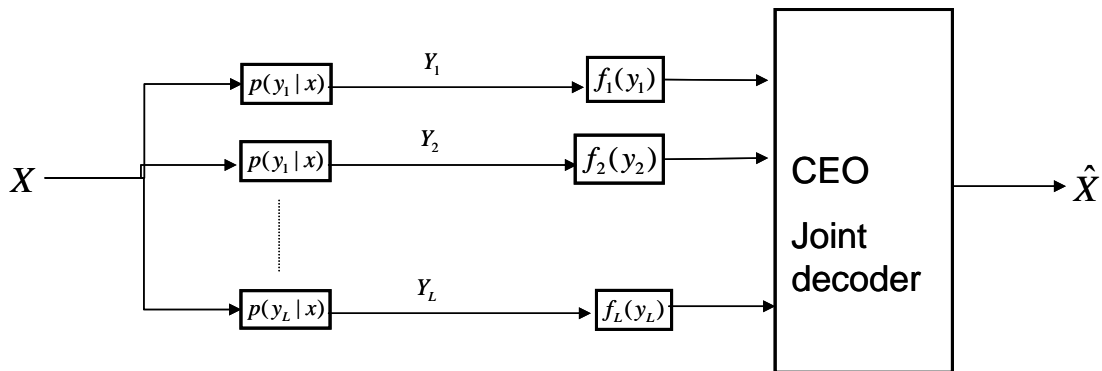 X
p(y₁ | x)
Y₁
f₁(y₁)
p(y₁ | x)
Y₂
f₂(y₂)
p(y_L | x)
Y_L
f_L(y_L)
CEO
Joint
decoder
X̂